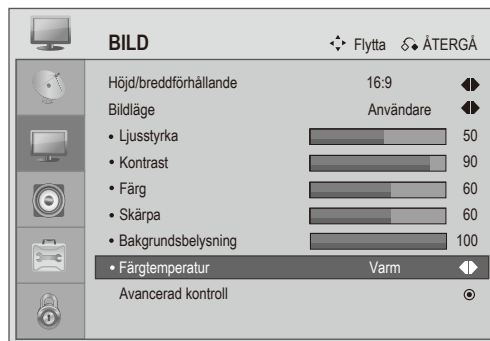 BILD Flytta ÅTERGÅ
Höjd/breddförhållande 16:9
Bildläge Användare
• Ljusstyrka 50
• Kontrast 90
• Färg 60
• Skärpa 60
• Bakgrundsbelysning 100
• Färgtemperatur Varm
Avancerad kontroll